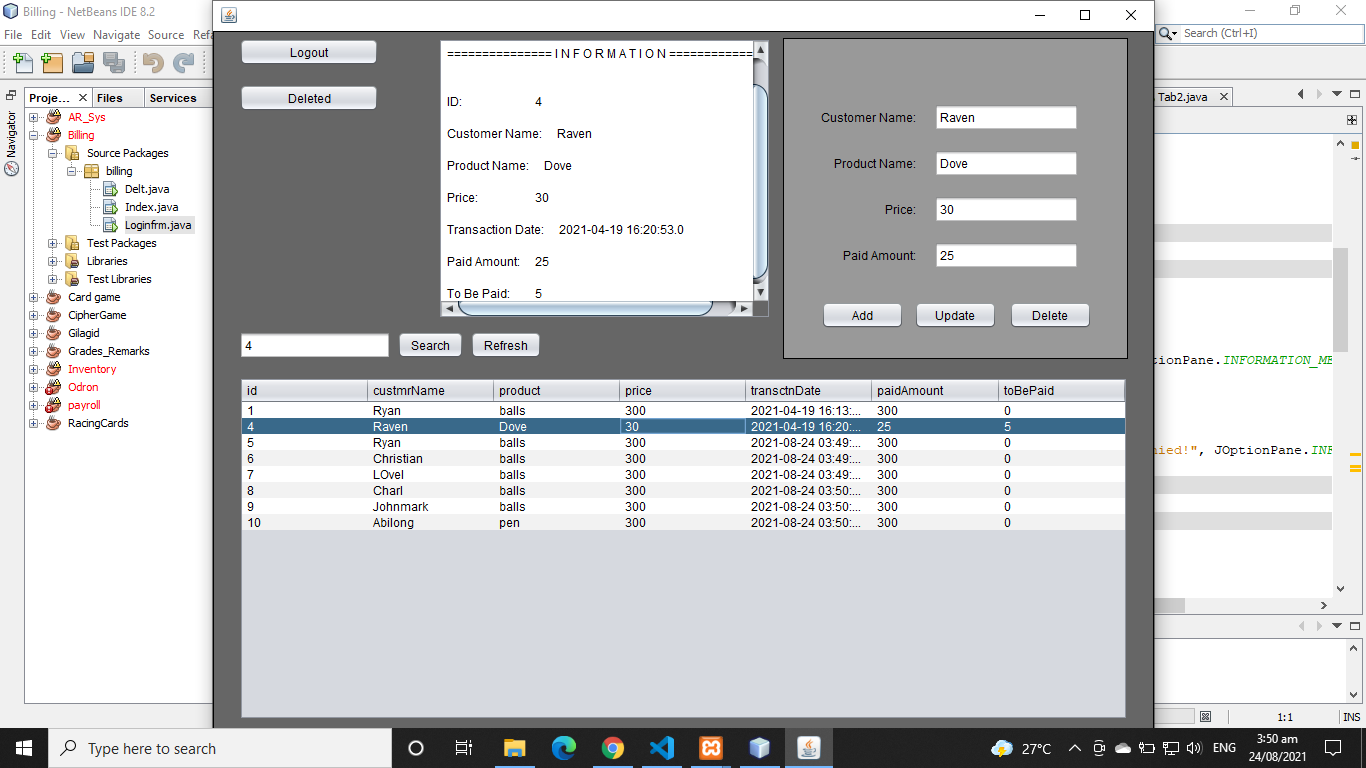 Billing - NetBeans IDE 8.2
File Edit View Navigate Source Refa
Search (Ctrl+I)
Proje... Files Services
Navigator
AR_Sys
Billing
Source Packages
billing
Delt.java
Index.java
Loginfrm.java
Test Packages
Libraries
Test Libraries
Card game
CipherGame
Gilagid
Grades_Remarks
Inventory
Odron
payroll
RacingCards
Logout
Deleted
===============I N F O R M A T I O N============
ID: 4
Customer Name: Raven
Product Name: Dove
Price: 30
Transaction Date: 2021-04-19 16:20:53.0
Paid Amount: 25
To Be Paid: 5
Customer Name: Raven
Product Name: Dove
Price: 30
Paid Amount: 25
Add Update Delete
4 Search Refresh
id custmrName product price transctnDate paidAmount toBePaid
1 Ryan balls 300 2021-04-19 16:13:... 300 0
4 Raven Dove 30 2021-04-19 16:20:... 25 5
5 Ryan balls 300 2021-08-24 03:49:... 300 0
6 Christian balls 300 2021-08-24 03:49:... 300 0
7 LOvel balls 300 2021-08-24 03:49:... 300 0
8 Charl balls 300 2021-08-24 03:50:... 300 0
9 Johnmark balls 300 2021-08-24 03:50:... 300 0
10 Abilong pen 300 2021-08-24 03:50:... 300 0
Tab2.java
tionPane.INFORMATION_ME
nied!", JOptionPane.INF
1:1 INS
Type here to search
27°C ENG
3:50 am
24/08/2021